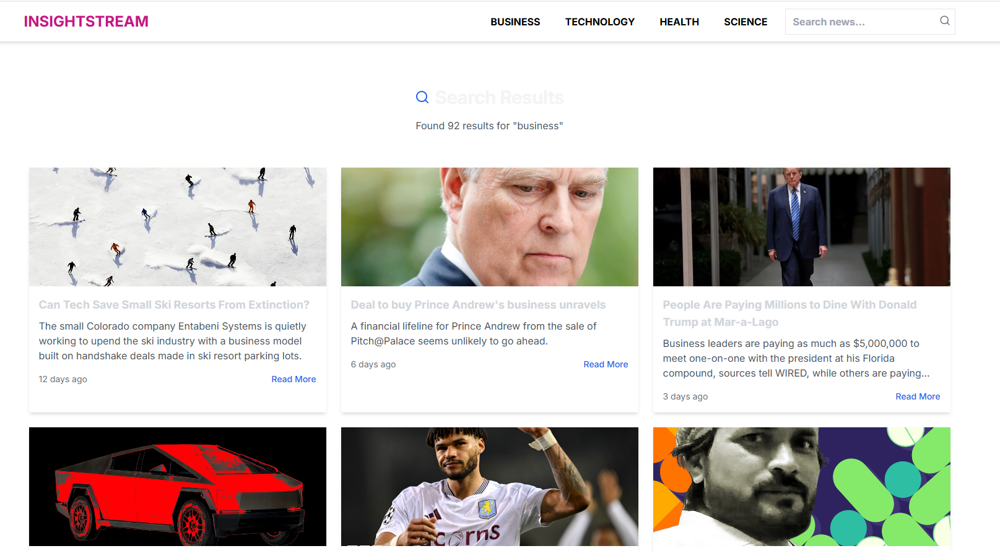 INSIGHTSTREAM
BUSINESS TECHNOLOGY HEALTH SCIENCE Search news...
Search Results
Found 92 results for "business"
Can Tech Save Small Ski Resorts From Extinction?
The small Colorado company Entabeni Systems is quietly
working to upend the ski industry with a business model
built on handshake deals made in ski resort parking lots.
12 days ago Read More
Deal to buy Prince Andrew's business unravels
A financial lifeline for Prince Andrew from the sale of
Pitch@Palace seems unlikely to go ahead.
6 days ago Read More
People Are Paying Millions to Dine With Donald
Trump at Mar-a-Lago
Business leaders are paying as much as $5,000,000 to
meet one-on-one with the president at his Florida
compound, sources tell WIRED, while others are paying...
3 days ago Read More